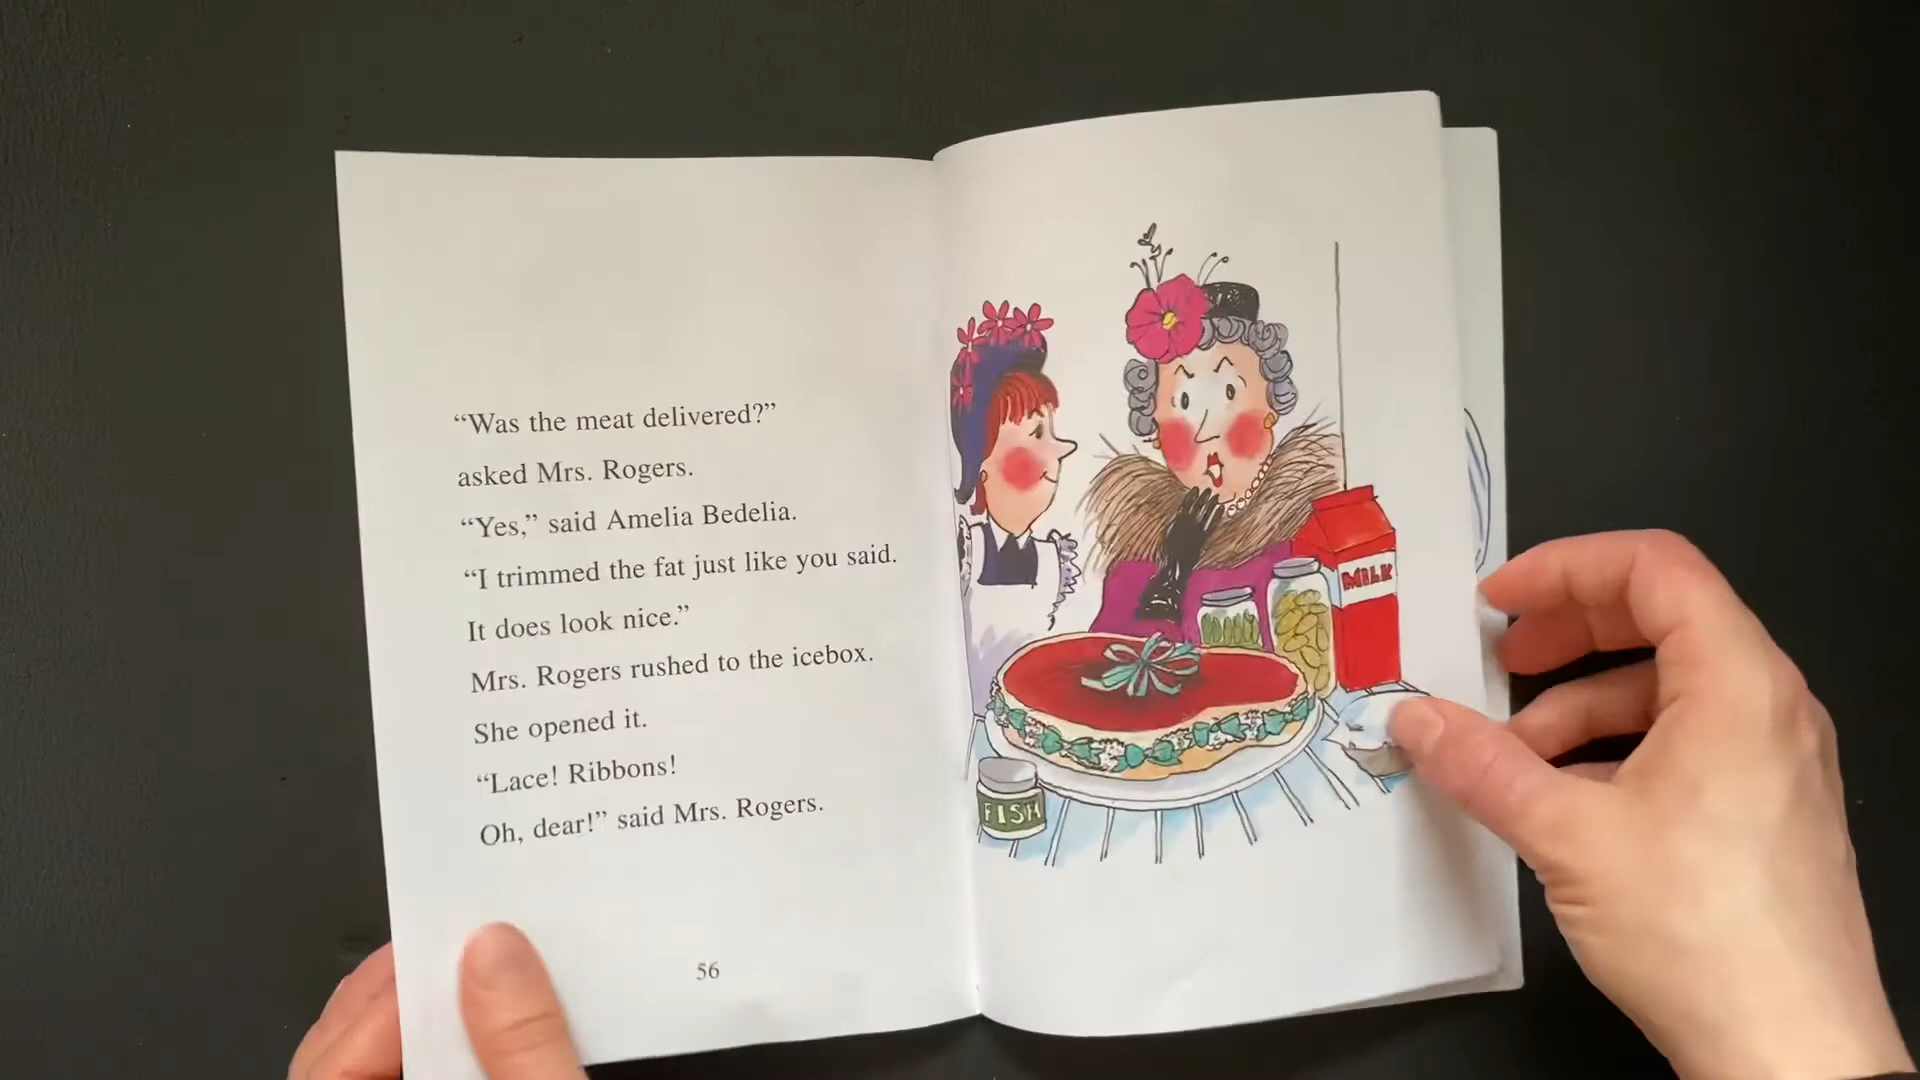 “Was the meat delivered?”
asked Mrs. Rogers.
“Yes,” said Amelia Bedelia.
“I trimmed the fat just like you said.
It does look nice.”
Mrs. Rogers rushed to the icebox.
She opened it.
“Lace! Ribbons!
Oh, dear!” said Mrs. Rogers.
56
MILK
FISH